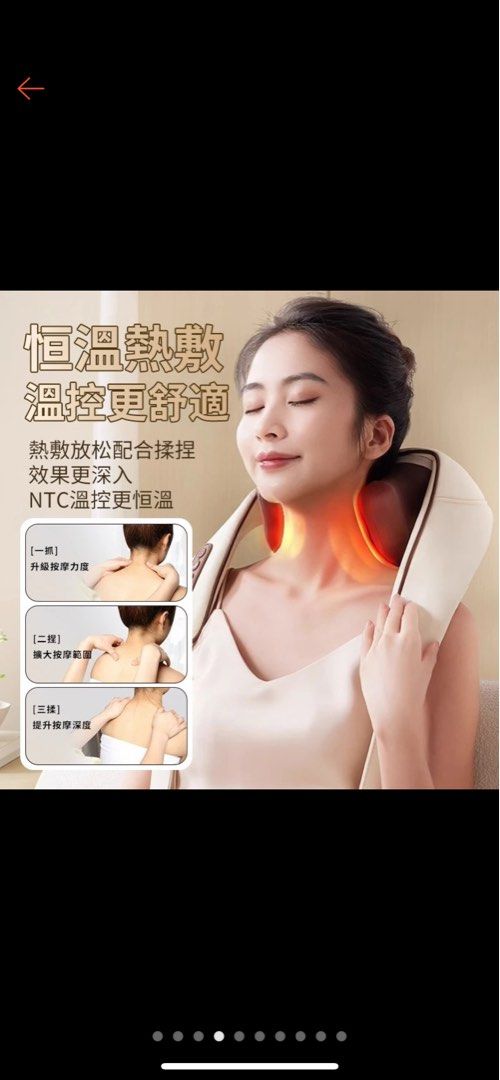 恒溫熱敷
溫控更舒適
熱敷放松配合揉捏
效果更深入
NTC溫控更恒溫
[一抓]
升級按摩力度
[二捏]
擴大按摩範圍
[三揉]
提升按摩深度